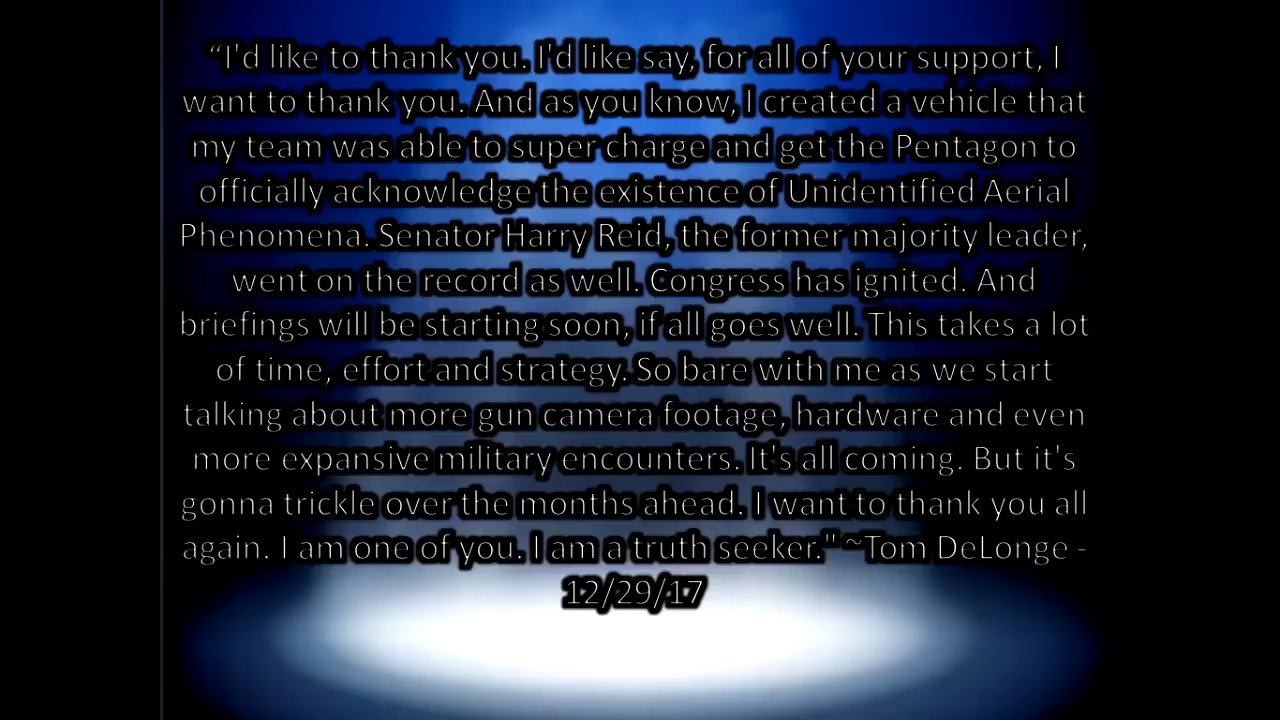 “I'd like to thank you. I'd like say, for all of your support, I
want to thank you. And as you know, I created a vehicle that
my team was able to super charge and get the Pentagon to
officially acknowledge the existence of Unidentified Aerial
Phenomena. Senator Harry Reid, the former majority leader,
went on the record as well. Congress has ignited. And
briefings will be starting soon, if all goes well. This takes a lot
of time, effort and strategy. So bare with me as we start
talking about more gun camera footage, hardware and even
more expansive military encounters. It's all coming. But it's
gonna trickle over the months ahead. I want to thank you all
again. I am one of you. I am a truth seeker." ~Tom DeLonge -
12/29/17